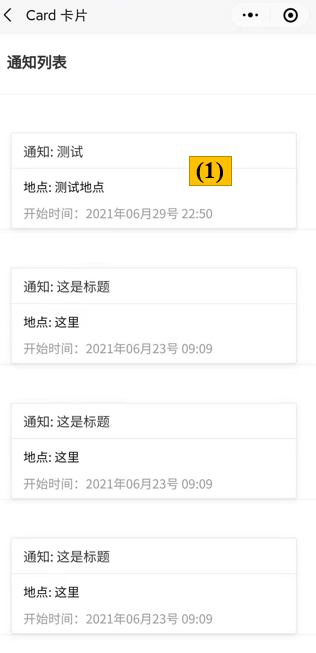 Card 卡片
通知列表
通知: 测试
(1)
地点: 测试地点
开始时间: 2021年06月29号 22:50
通知: 这是标题
地点: 这里
开始时间: 2021年06月23号 09:09
通知: 这是标题
地点: 这里
开始时间: 2021年06月23号 09:09
通知: 这是标题
地点: 这里
开始时间: 2021年06月23号 09:09